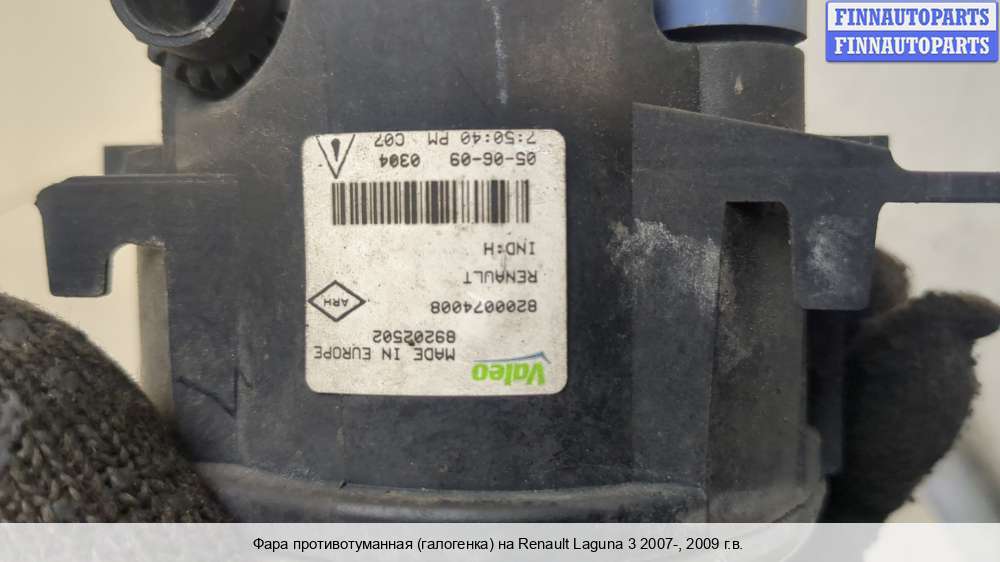 FINNAUTOPARTS
FINNAUTOPARTS
Valeo
MADE IN EUROPE
89202502
8200074008
ARH
RENAULT
IND:H
05-06-09 0304
7:50:40 PM C07
Фара противотуманная (галогенка) на Renault Laguna 3 2007-, 2009 г.в.